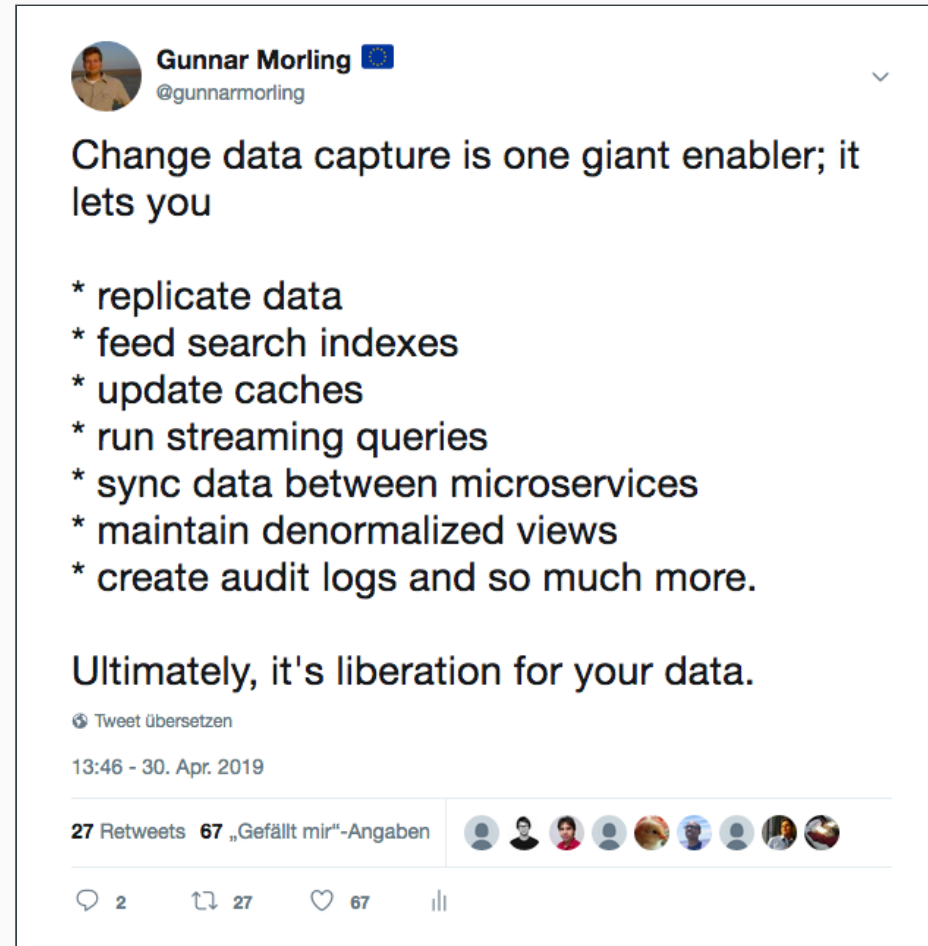 Gunnar Morling
@gunnarmorling
Change data capture is one giant enabler; it
lets you
* replicate data
* feed search indexes
* update caches
* run streaming queries
* sync data between microservices
* maintain denormalized views
* create audit logs and so much more.
Ultimately, it's liberation for your data.
Tweet übersetzen
13:46 - 30. Apr. 2019
27 Retweets 67 „Gefällt mir“-Angaben
2 27 67